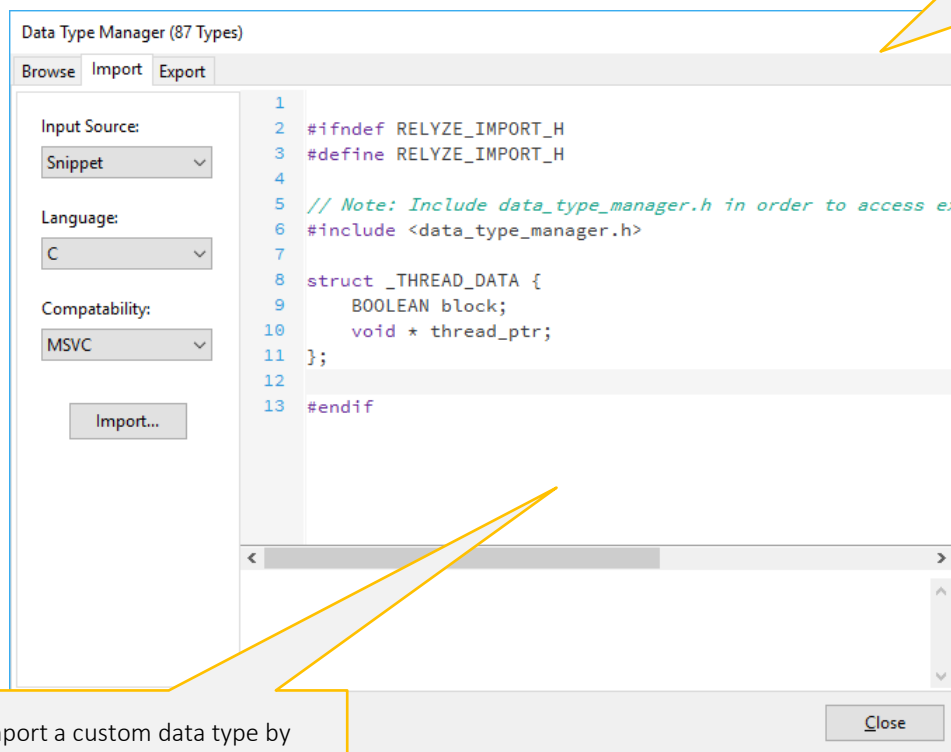 Data Type Manager (87 Types)
Browse Import Export
Input Source:
Snippet
Language:
C
Compatability:
MSVC
Import...
1
2 #ifndef RELYZE_IMPORT_H
3 #define RELYZE_IMPORT_H
4
5 // Note: Include data_type_manager.h in order to access
6 #include <data_type_manager.h>
7
8 struct _THREAD_DATA {
9 BOOLEAN block;
10 void * thread_ptr;
11 };
12
13 #endif
Close
a custom data type by